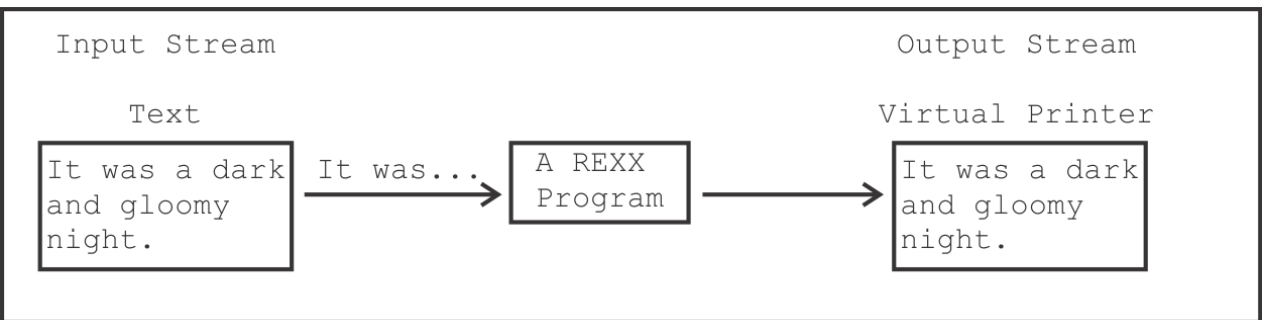 Input Stream
Output Stream
Text
Virtual Printer
It was a dark
and gloomy
night.
It was...
A REXX
Program
It was a dark
and gloomy
night.